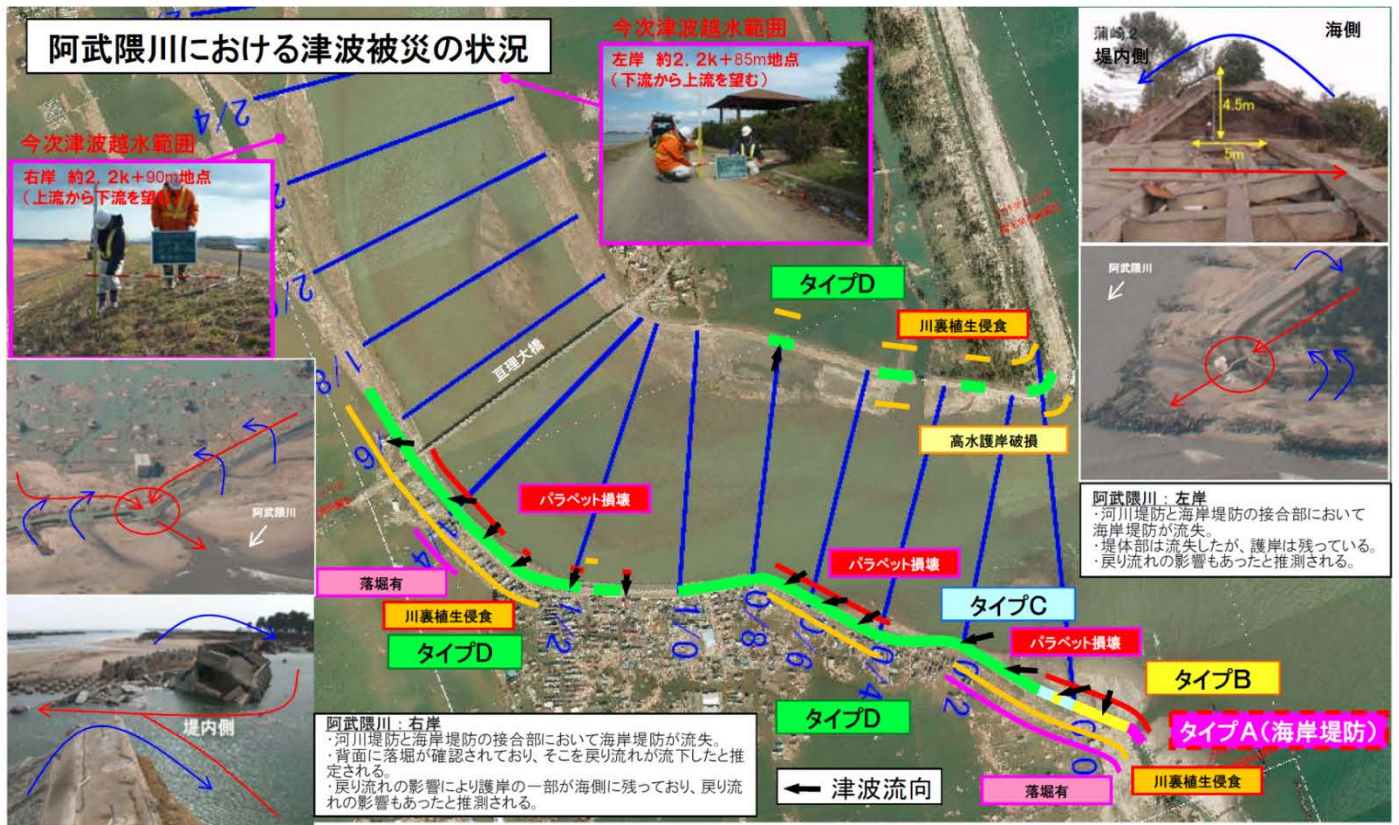 阿武隈川における津波被災の状況
今次津波越水範囲
左岸 約2.2k+85m地点
(下流から上流を望む)
蒲崎2
堤内側
海側
4.5m
5m
今次津波越水範囲
右岸 約2.2k+90m地点
(上流から下流を望む)
2/4
2/0
1/8
亘理大橋
タイプD
川裏植生侵食
高水護岸破損
阿武隈川
阿武隈川
パラペット損壊
落堀有
川裏植生侵食
タイプD
1/2
1/0
0/8
0/6
0/4
0/2
0/0
パラペット損壊
タイプC
パラペット損壊
タイプB
タイプD
タイプA(海岸堤防)
川裏植生侵食
落堀有
津波流向
堤内側
阿武隈川:左岸
・河川堤防と海岸堤防の接合部において
海岸堤防が流失。
・堤体部は流失したが、護岸は残っている。
・戻り流れの影響もあったと推測される。
阿武隈川:右岸
・河川堤防と海岸堤防の接合部において海岸堤防が流失。
・背面に落堀が確認されており、そこを戻り流れが流下したと推
定される。
・戻り流れの影響により護岸の一部が海側に残っており、戻り流
れの影響もあったと推測される。